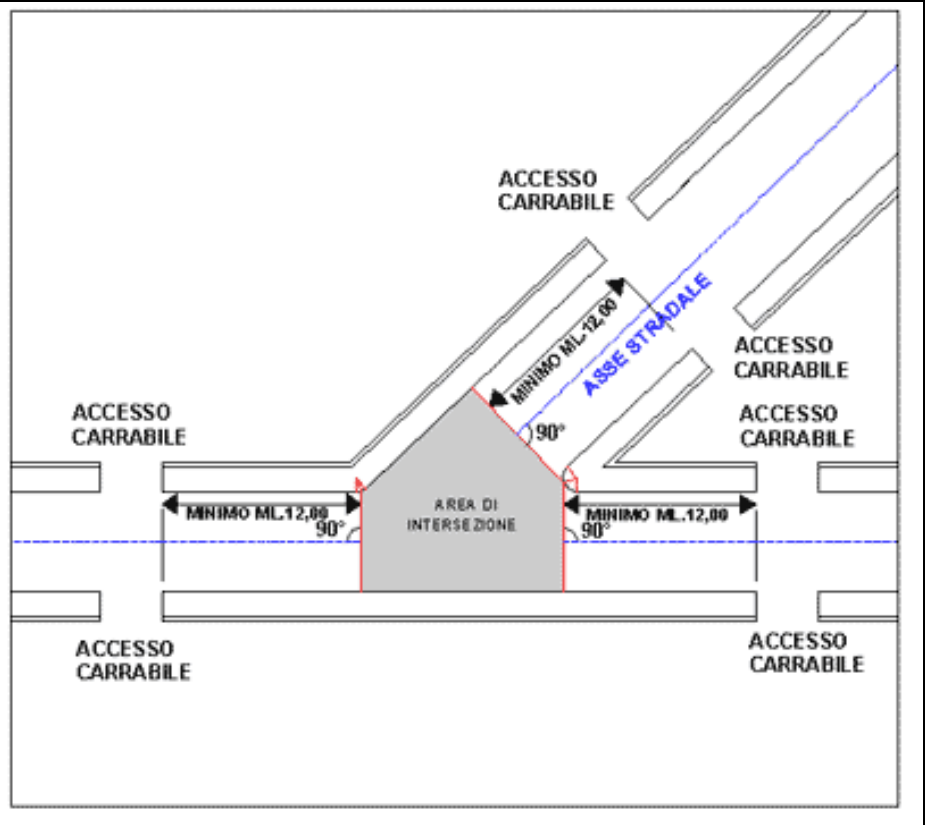 ACCESSO
CARRABILE
MINIMO ML.12,00
ASSE STRADALE
90°
ACCESSO
CARRABILE
ACCESSO
CARRABILE
ACCESSO
CARRABILE
MINIMO ML.12,00
90°
AREA DI
INTERSEZIONE
MINIMO ML.12,00
90°
ACCESSO
CARRABILE
ACCESSO
CARRABILE